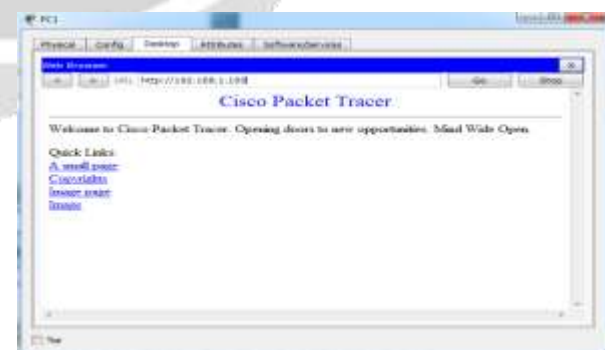 PC1
Physical Config Desktop Attributes Software/Services
Web Browser X
< > URL http://192.168.1.100 Go Stop
Cisco Packet Tracer
Welcome to Cisco Packet Tracer. Opening doors to new opportunities. Mind Wide Open.
Quick Links:
A small page
Copyrights
Image page
Image
Top